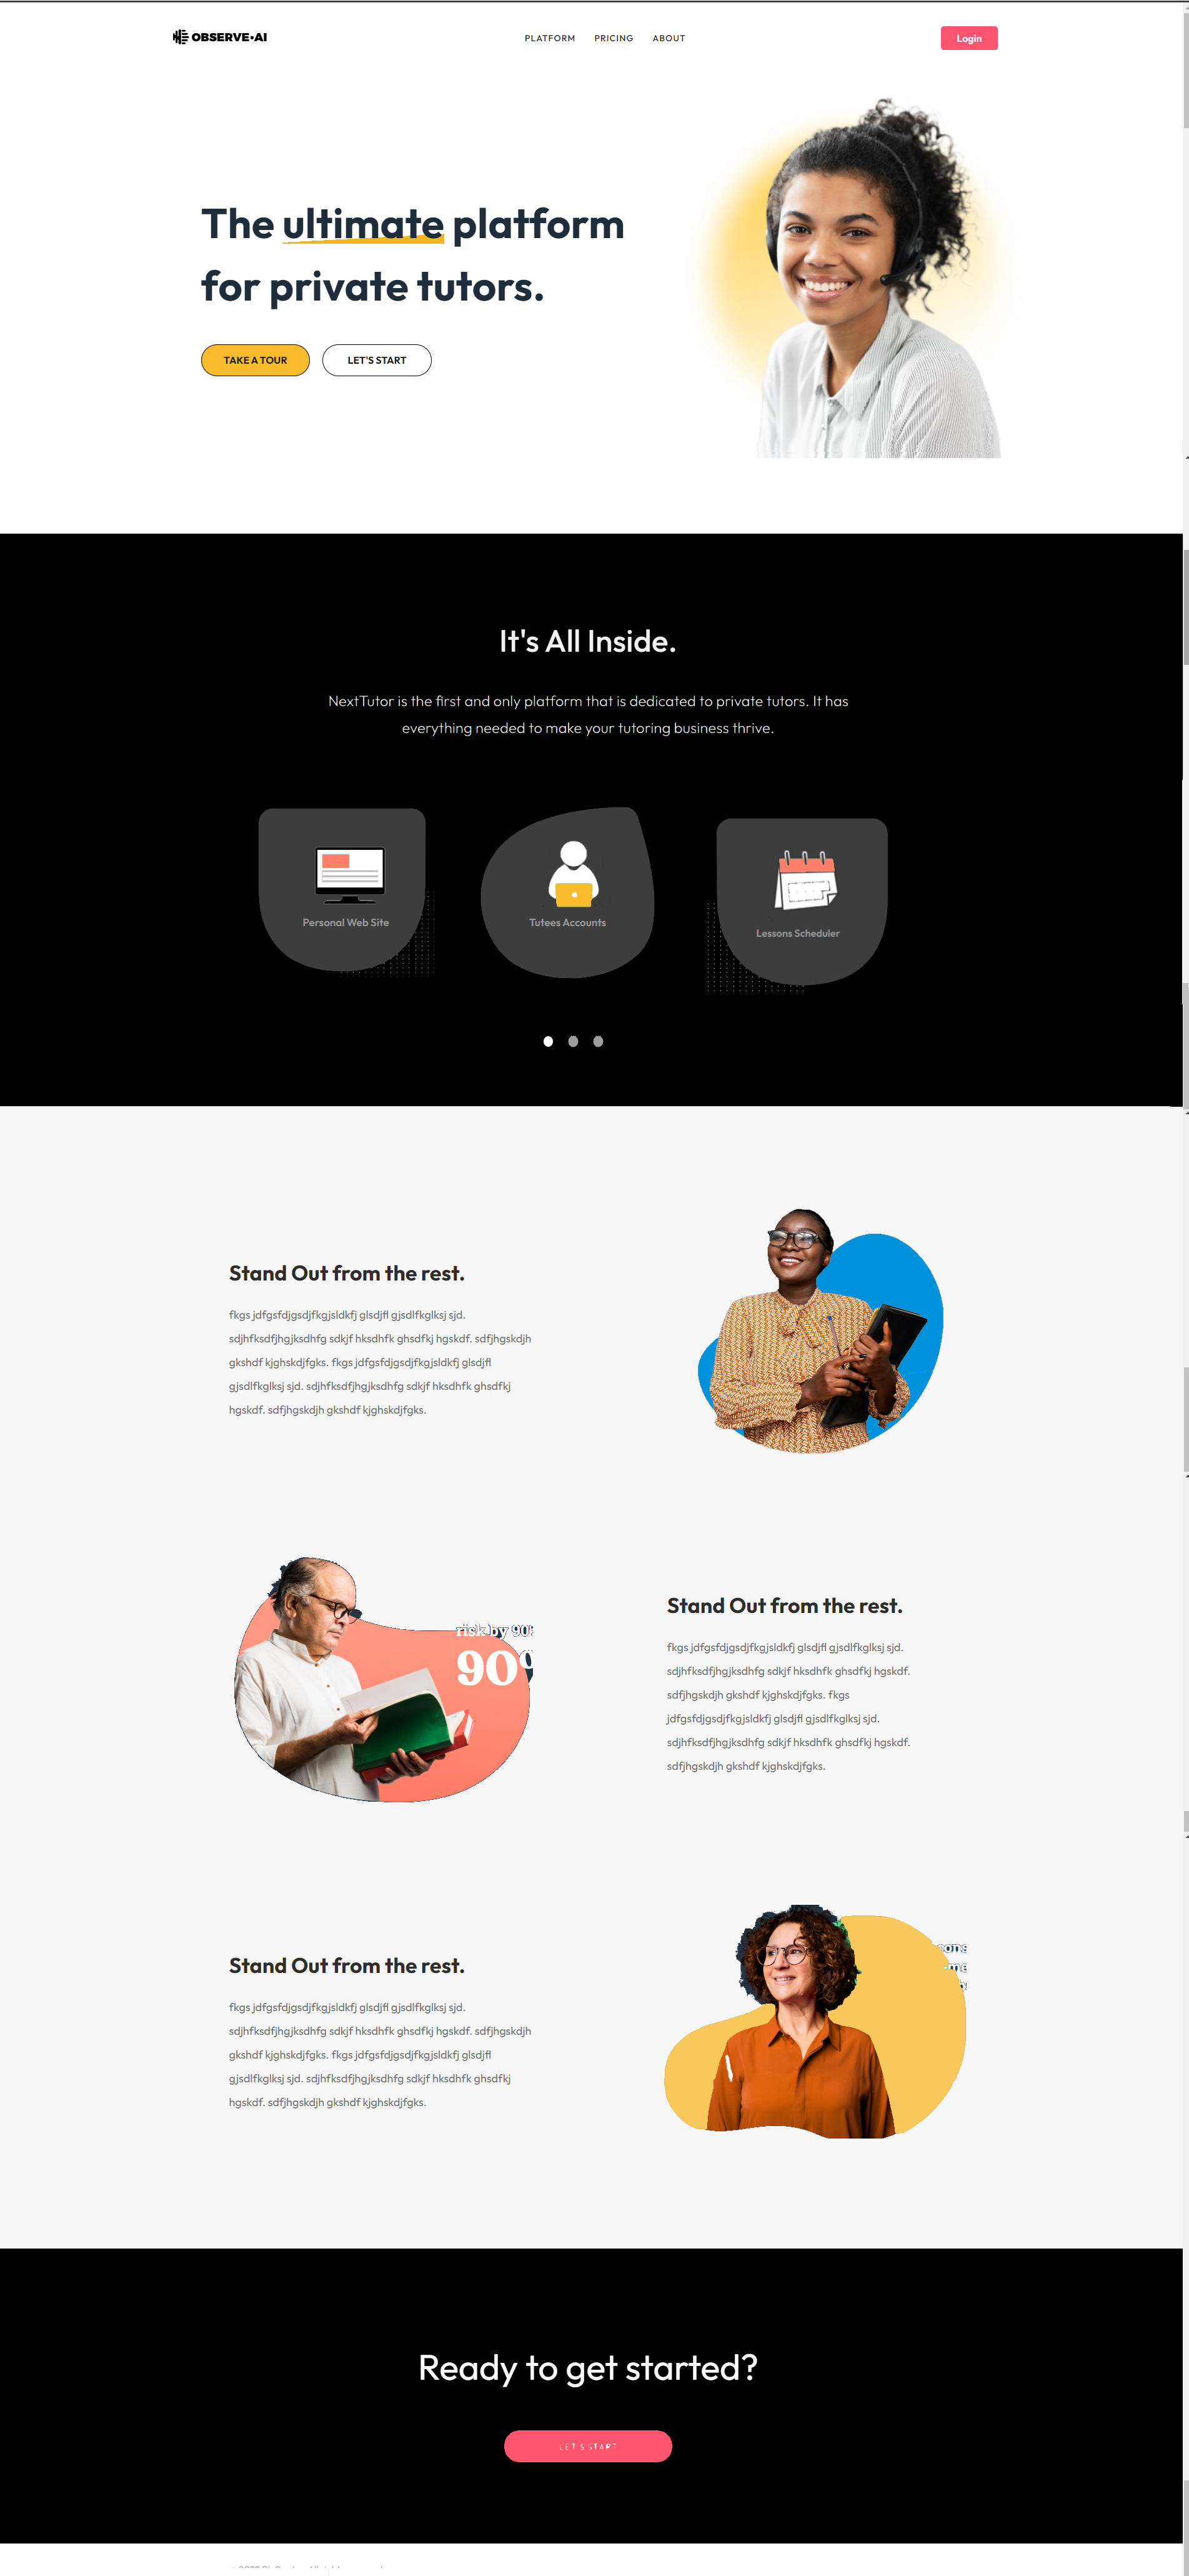 OBSERVE•AI
PLATFORM PRICING ABOUT
Login
The ultimate platform
for private tutors.
TAKE A TOUR LET'S START
It's All Inside.
NextTutor is the first and only platform that is dedicated to private tutors. It has
everything needed to make your tutoring business thrive.
Personal Web Site
Tutees Accounts
Lessons Scheduler
Stand Out from the rest.
fkgs jdfgsfdjgsdjfkgjsldkfj glsdjfl gjsdlfkglksj sjd.
sdjhfksdfjhgjksdhfg sdkjf hksdhfk ghsdfkj hgskdf. sdfjhgskdjh
gkshdf kjghskdjfgks. fkgs jdfgsfdjgsdjfkgjsldkfj glsdjfl
gjsdlfkglksj sjd. sdjhfksdfjhgjksdhfg sdkjf hksdhfk ghsdfkj
hgskdf. sdfjhgskdjh gkshdf kjghskdjfgks.
risk by 90
90
Stand Out from the rest.
fkgs jdfgsfdjgsdjfkgjsldkfj glsdjfl gjsdlfkglksj sjd.
sdjhfksdfjhgjksdhfg sdkjf hksdhfk ghsdfkj hgskdf.
sdfjhgskdjh gkshdf kjghskdjfgks. fkgs
jdfgsfdjgsdjfkgjsldkfj glsdjfl gjsdlfkglksj sjd.
sdjhfksdfjhgjksdhfg sdkjf hksdhfk ghsdfkj hgskdf.
sdfjhgskdjh gkshdf kjghskdjfgks.
Stand Out from the rest.
fkgs jdfgsfdjgsdjfkgjsldkfj glsdjfl gjsdlfkglksj sjd.
sdjhfksdfjhgjksdhfg sdkjf hksdhfk ghsdfkj hgskdf. sdfjhgskdjh
gkshdf kjghskdjfgks. fkgs jdfgsfdjgsdjfkgjsldkfj glsdjfl
gjsdlfkglksj sjd. sdjhfksdfjhgjksdhfg sdkjf hksdhfk ghsdfkj
hgskdf. sdfjhgskdjh gkshdf kjghskdjfgks.
Ready to get started?
LET'S START